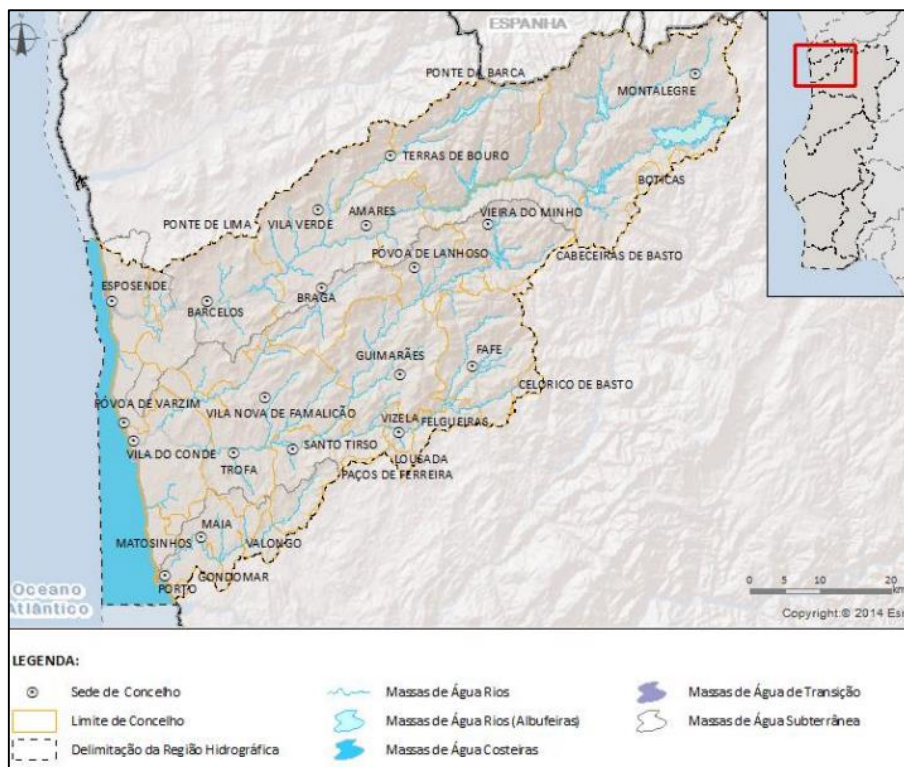 ESPANHA
PONTE DA BARCA
MONTALEGRE
TERRAS DE BOURO
BOTICAS
PONTE DE LIMA
VILA VERDE
AMARES
VIEIRA DO MINHO
PÓVOA DE LANHOSO
CABECEIRAS DE BASTO
ESPOSENDE
BARCELOS
BRAGA
GUIMARÃES
FAFE
CELORICO DE BASTO
PÓVOA DE VARZIM
VILA NOVA DE FAMALICÃO
VIZELA
FELGUEIRAS
VILA DO CONDE
SANTO TIRSO
TROFA
LOUSADA
PAÇOS DE FERREIRA
MAIA
MATOSINHOS
VALONGO
GONDOMAR
PORTO
Oceano
Atlântico
0 5 10 20
km
Copyright:© 2014 Esri
LEGENDA:
Sede de Concelho
Massas de Água Rios
Massas de Água de Transição
Limite de Concelho
Massas de Água Rios (Albufeiras)
Massas de Água Subterrânea
Delimitação da Região Hidrográfica
Massas de Água Costeiras